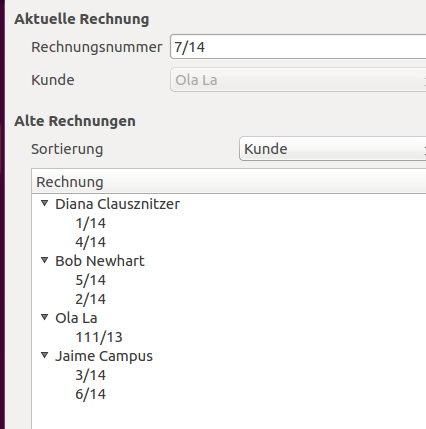 Aktuelle Rechnung
Rechnungsnummer 7/14
Kunde Ola La
Alte Rechnungen
Sortierung Kunde
Rechnung
Diana Clausznitzer
1/14
4/14
Bob Newhart
5/14
2/14
Ola La
111/13
Jaime Campus
3/14
6/14